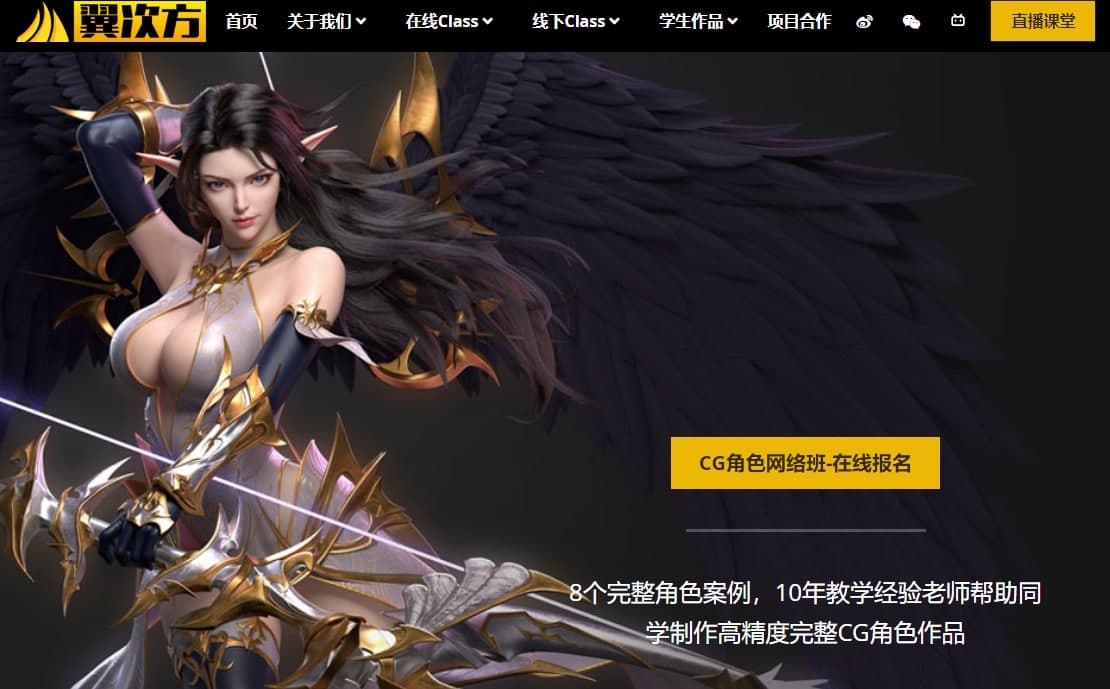 翼次方
首页 关于我们 在线Class 线下Class 学生作品 项目合作 直播课堂
CG角色网络班-在线报名
8个完整角色案例，10年教学经验老师帮助同
学制作高精度完整CG角色作品